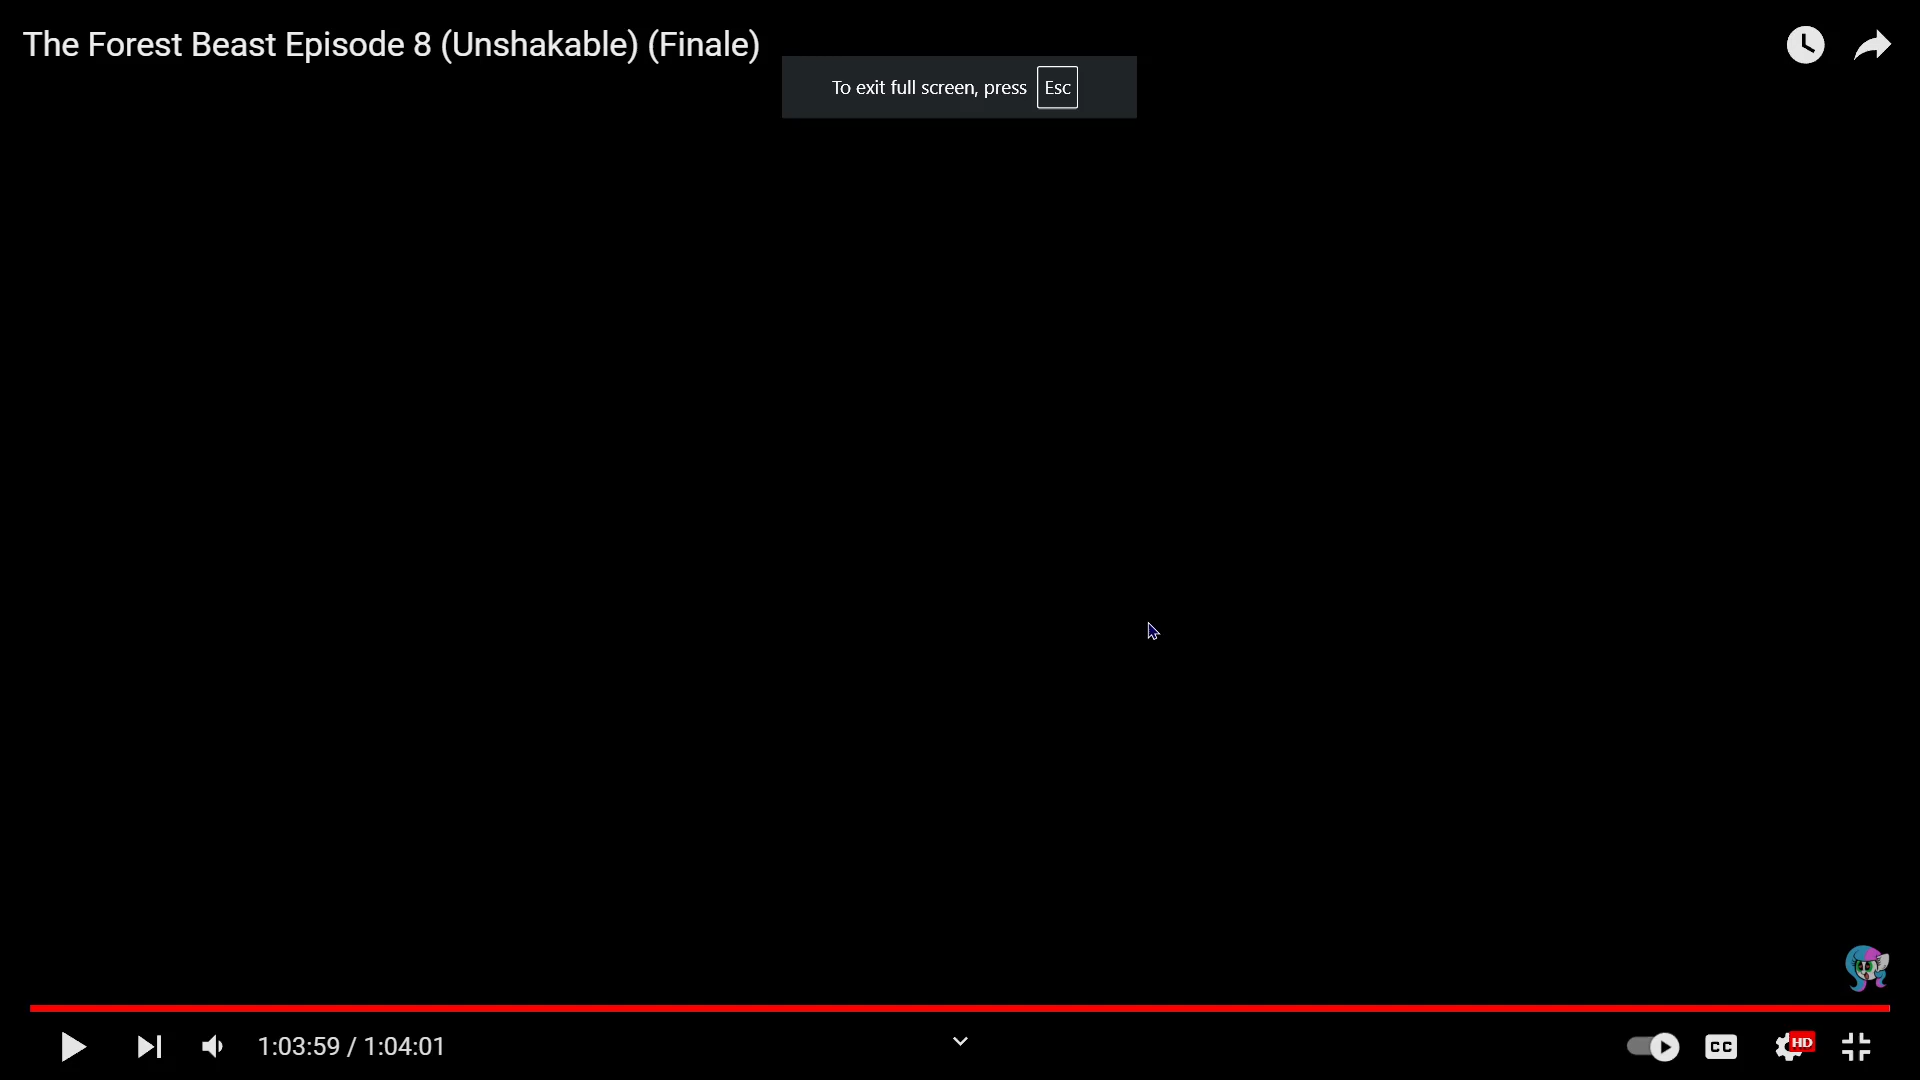 The Forest Beast Episode 8 (Unshakable) (Finale)
To exit full screen, press Esc
1:03:59 / 1:04:01
CC
HD